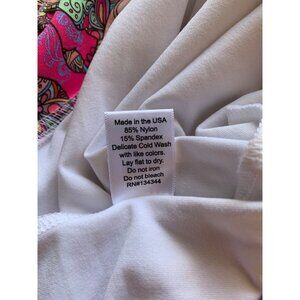 Made in the USA
85% Nylon
15% Spandex
Delicate Cold Wash
with like colors.
Lay flat to dry.
Do not iron
Do not bleach
RN#134344